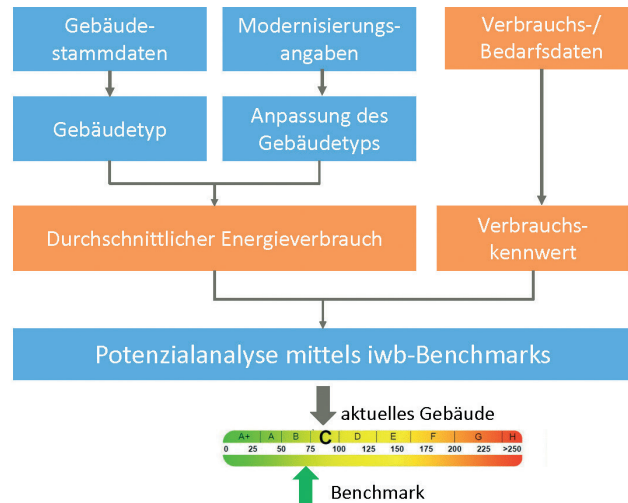 Gebäude-
stammdaten
Modernisierungs-
angaben
Verbrauchs-/
Bedarfsdaten
Gebäudetyp
Anpassung des
Gebäudetyps
Durchschnittlicher Energieverbrauch
Verbrauchs-
kennwert
Potenzialanalyse mittels iwb-Benchmarks
aktuelles Gebäude
A+ A B C D E F G H
0 25 50 75 100 125 150 175 200 225 >250
Benchmark